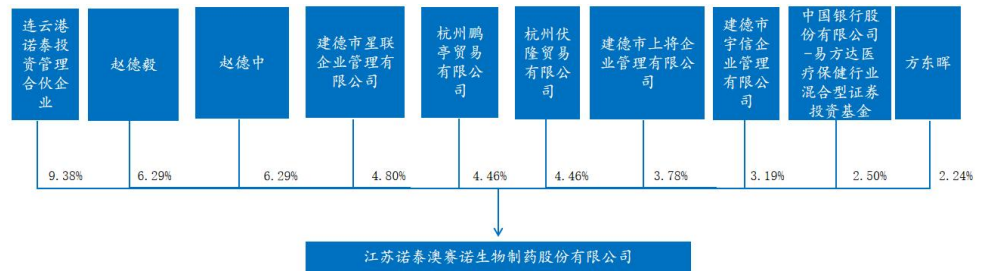 连云港
诺泰投
资管理
合伙企
业
赵德毅
赵德中
建德市星联
企业管理有
限公司
杭州鹏
亭贸易
有限公
司
杭州伏
隆贸易
有限公
司
建德市上将企
业管理有限公
司
建德市
宇信企
业管理
有限公
司
中国银行股
份有限公司
-易方达医
疗保健行业
混合型证券
投资基金
方东晖
9.38%
6.29%
6.29%
4.80%
4.46%
4.46%
3.78%
3.19%
2.50%
2.24%
江苏诺泰澳赛诺生物制药股份有限公司